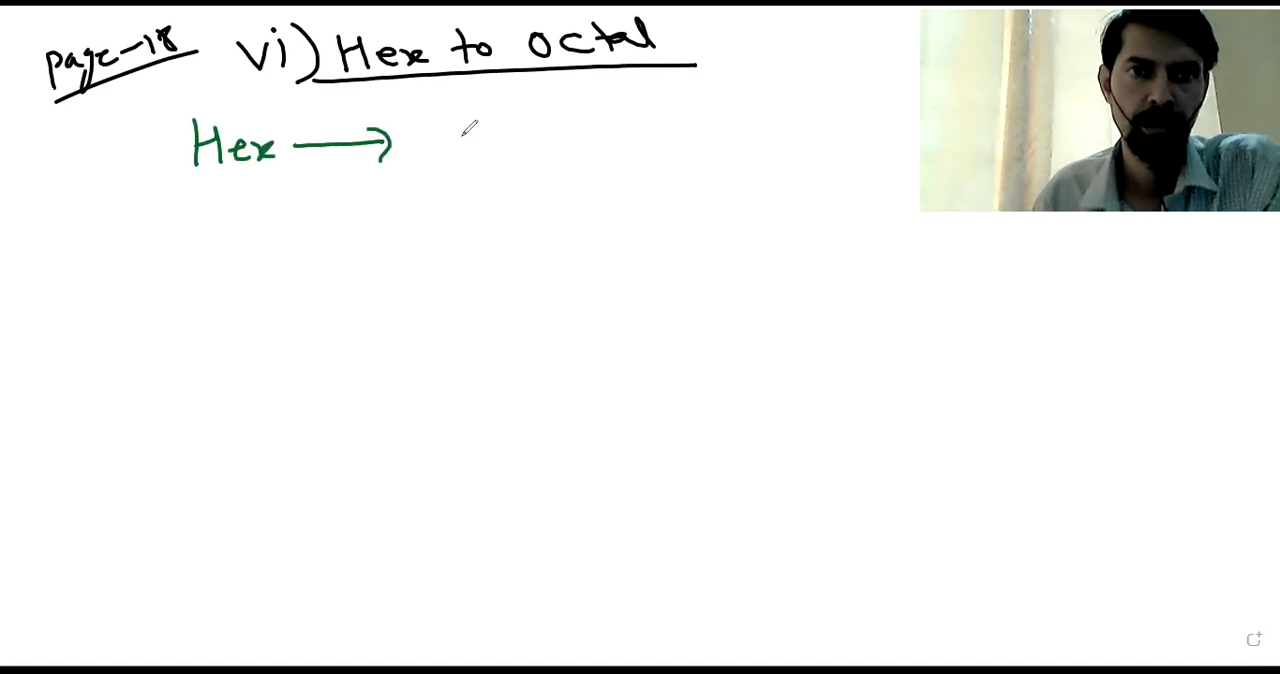 page-18 vi) Hex to octal
Hex →